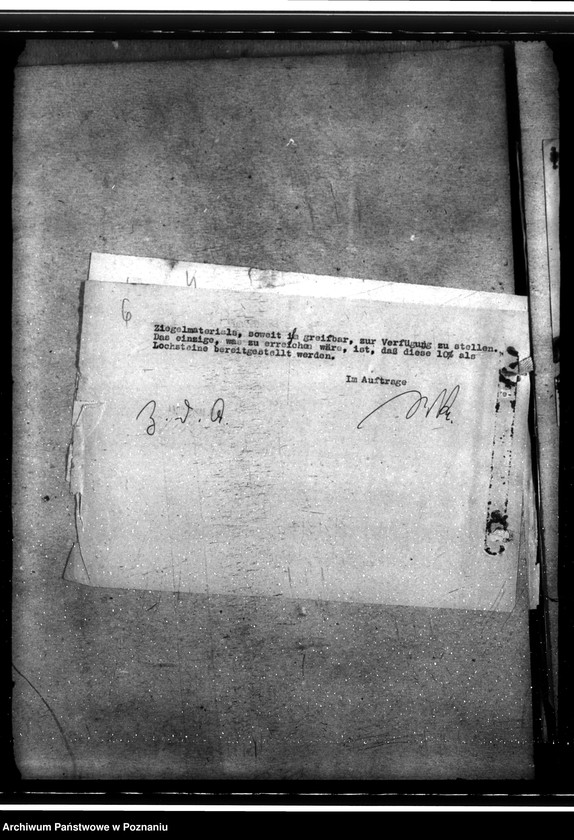 6
Ziegelmaterials, soweit im greifbar, zur Verfügung zu stellen.
Das einzige, was zu erreichen wäre, ist, daß diese 10% als
Lochsteine bereitgestellt werden.
Im Auftrage
Z. d. A.
Archiwum Państwowe w Poznaniu